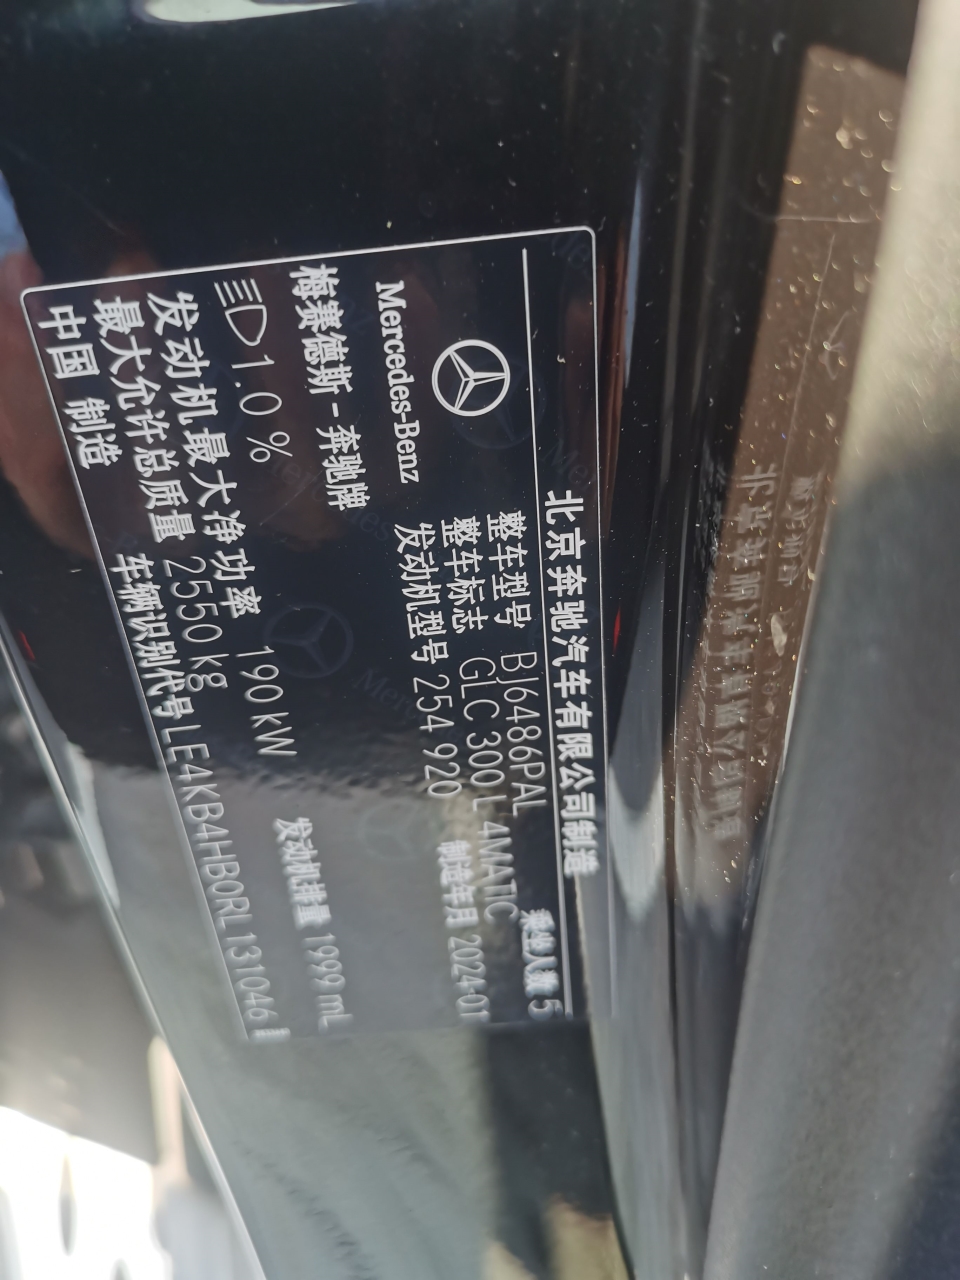 北京奔驰汽车有限公司制造
Mercedes-Benz
梅赛德斯-奔驰牌
整车型号 BJ6486PAL 乘坐人数 5
整车标志 GLC 300 L 4MATIC
发动机型号 254 920 制造年月 2024-01
1.0 %
发动机最大净功率 190 kW 发动机排量 1999 mL
最大允许总质量 2550 kg
中国 制造 车辆识别代号 LE4KB4HB0RL131046